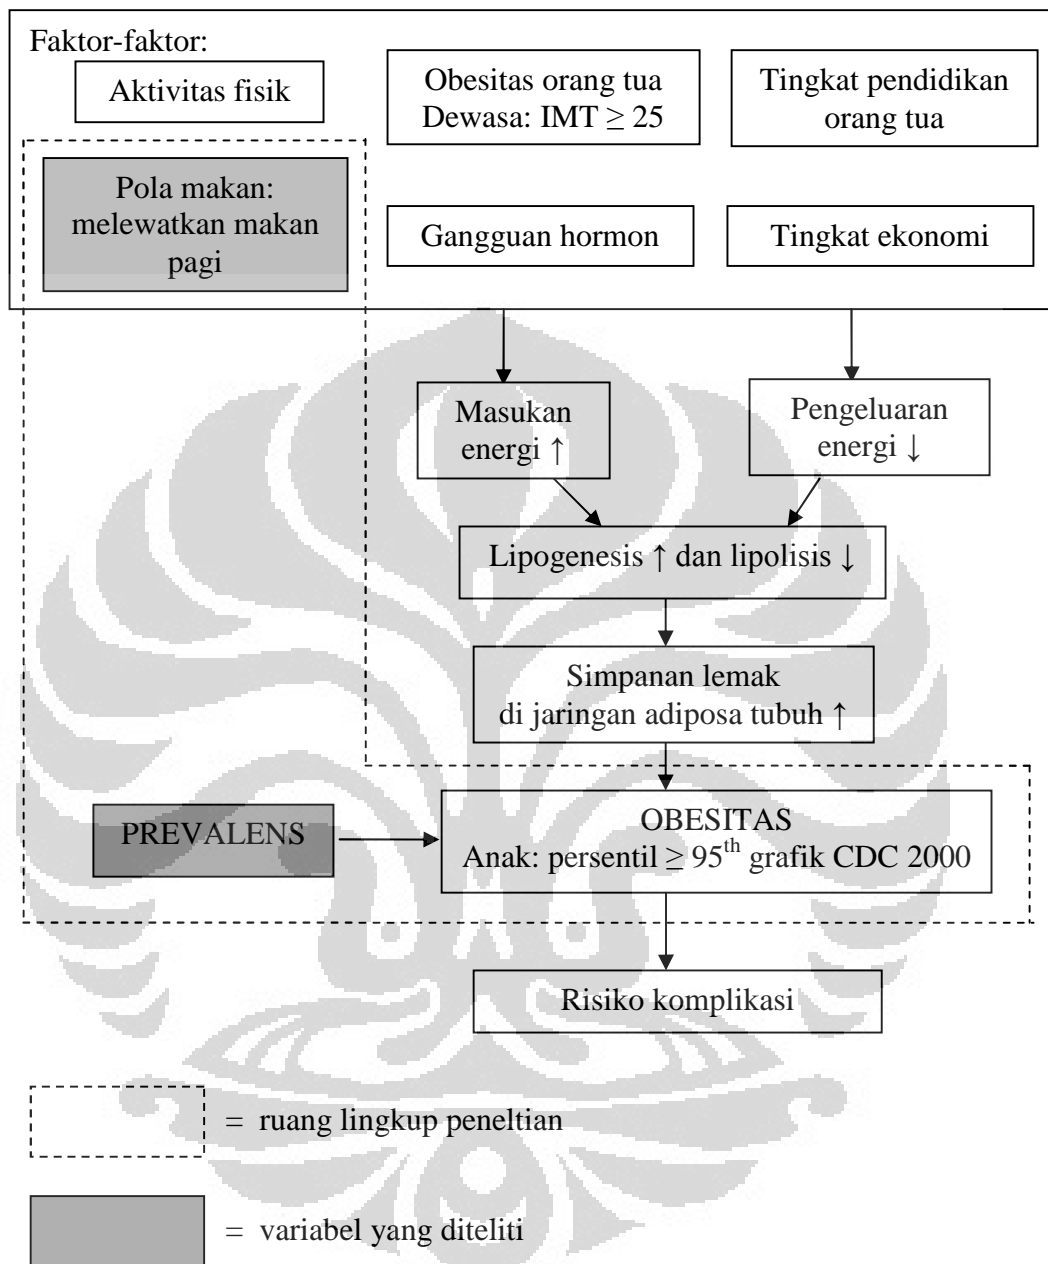 Faktor-faktor:
Aktivitas fisik
Obesitas orang tua
Dewasa: IMT ≥ 25
Tingkat pendidikan
orang tua
Pola makan:
melewatkan makan
pagi
Gangguan hormon
Tingkat ekonomi
Masukan
energi ↑
Pengeluaran
energi ↓
Lipogenesis ↑ dan lipolisis ↓
Simpanan lemak
di jaringan adiposa tubuh ↑
PREVALENS
OBESITAS
Anak: persentil ≥ 95th grafik CDC 2000
Risiko komplikasi
= ruang lingkup peneltian
= variabel yang diteliti